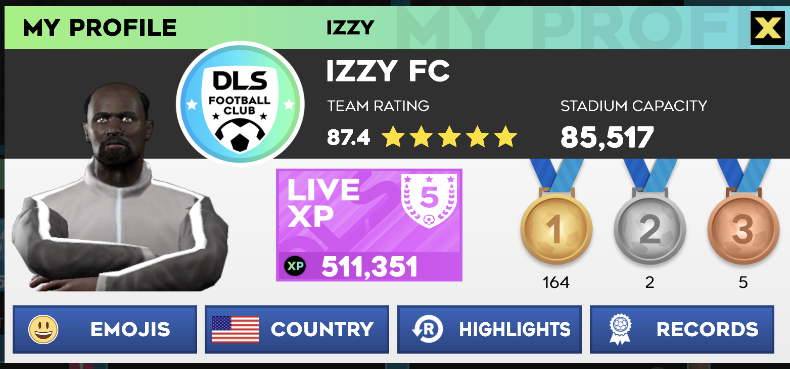 MY PROFILE
IZZY
MY PROFI
X
DLS
FOOTBALL
CLUB
IZZY FC
TEAM RATING
STADIUM CAPACITY
87.4
85,517
LIVE
XP
5
XP 511,351
1
2
3
164
2
5
EMOJIS
COUNTRY
R HIGHLIGHTS
RECORDS